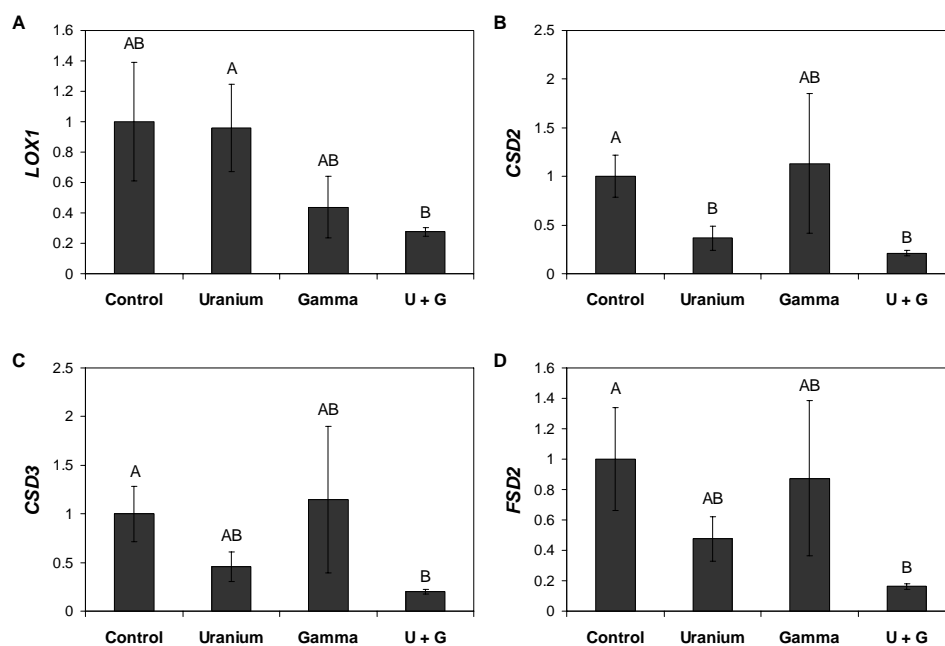 A
LOX1
1.6
1.4
1.2
1
0.8
0.6
0.4
0.2
0
AB
A
AB
B
Control Uranium Gamma U + G
B
CSD2
2.5
2
1.5
1
0.5
0
A
B
AB
B
Control Uranium Gamma U + G
C
CSD3
2.5
2
1.5
1
0.5
0
A
AB
AB
B
Control Uranium Gamma U + G
D
FSD2
1.6
1.4
1.2
1
0.8
0.6
0.4
0.2
0
A
AB
AB
B
Control Uranium Gamma U + G